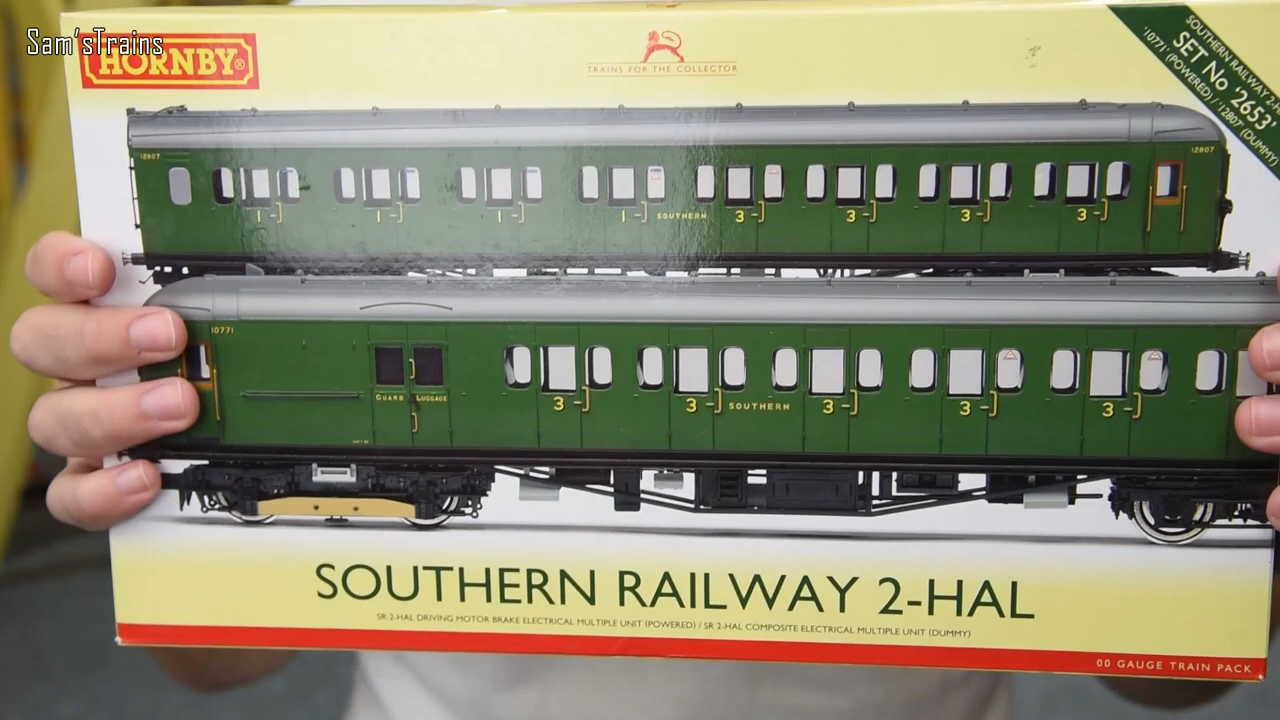 Sam'sTrains
HORNBY®
TRAINS FOR THE COLLECTOR
SOUTHERN RAILWAY
SET No '2653'
'10771' (POWERED) / '12807' (DUMMY)
12807
12807
1 1 1 1 SOUTHERN 3 3 3 3
10771
GUARD LUGGAGE
3 3 SOUTHERN 3 3 3
SOUTHERN RAILWAY 2-HAL
SR 2-HAL DRIVING MOTOR BRAKE ELECTRICAL MULTIPLE UNIT (POWERED) / SR 2-HAL COMPOSITE ELECTRICAL MULTIPLE UNIT (DUMMY)
00 GAUGE TRAIN PACK